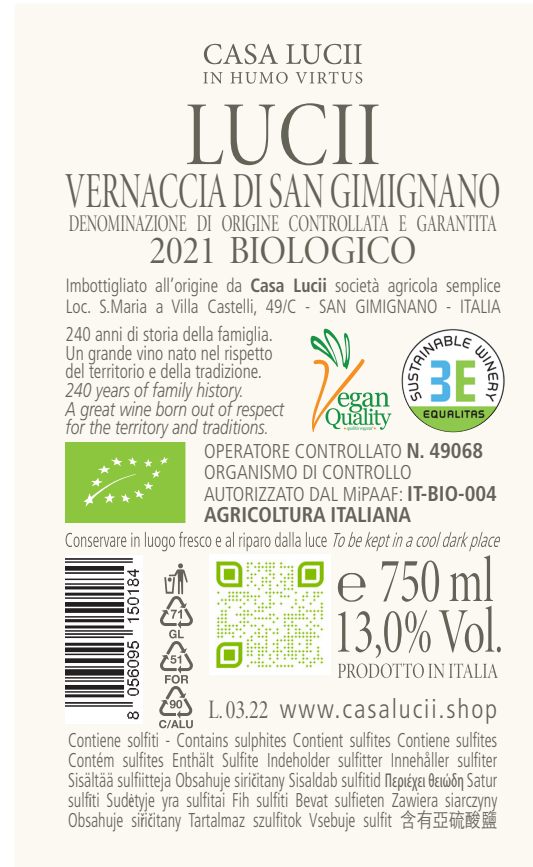 CASA LUCII
IN HUMO VIRTUS
LUCII
VERNACCIA DI SAN GIMIGNANO
DENOMINAZIONE DI ORIGINE CONTROLLATA E GARANTITA
2021 BIOLOGICO
Imbottigliato all’origine da Casa Lucii società agricola semplice
Loc. S.Maria a Villa Castelli, 49/C - SAN GIMIGNANO - ITALIA
240 anni di storia della famiglia.
Un grande vino nato nel rispetto
del territorio e della tradizione.
240 years of family history.
A great wine born out of respect
for the territory and traditions.
Vegan
Quality
SUSTAINABLE WINERY
3E
EQUALITAS
OPERATORE CONTROLLATO N. 49068
ORGANISMO DI CONTROLLO
AUTORIZZATO DAL MiPAAF: IT-BIO-004
AGRICOLTURA ITALIANA
Conservare in luogo fresco e al riparo dalla luce To be kept in a cool dark place
8 056095 150184
71
GL
51
FOR
90
C/ALU
℮ 750 ml
13,0% Vol.
PRODOTTO IN ITALIA
L. 03.22 www.casalucii.shop
Contiene solfiti - Contains sulphites Contient sulfites Contiene sulfites
Contém sulfites Enthält Sulfite Indeholder sulfitter Innehåller sulfiter
Sisältää sulfiitteja Obsahuje siričitany Sisaldab sulfitid Περιέχει θειώδη Satur
sulfīti Sudėtyje yra sulfitai Fih sulfiti Bevat sulfieten Zawiera siarczyny
Obsahuje siřičitany Tartalmaz szulfitok Vsebuje sulfit 含有亞硫酸鹽